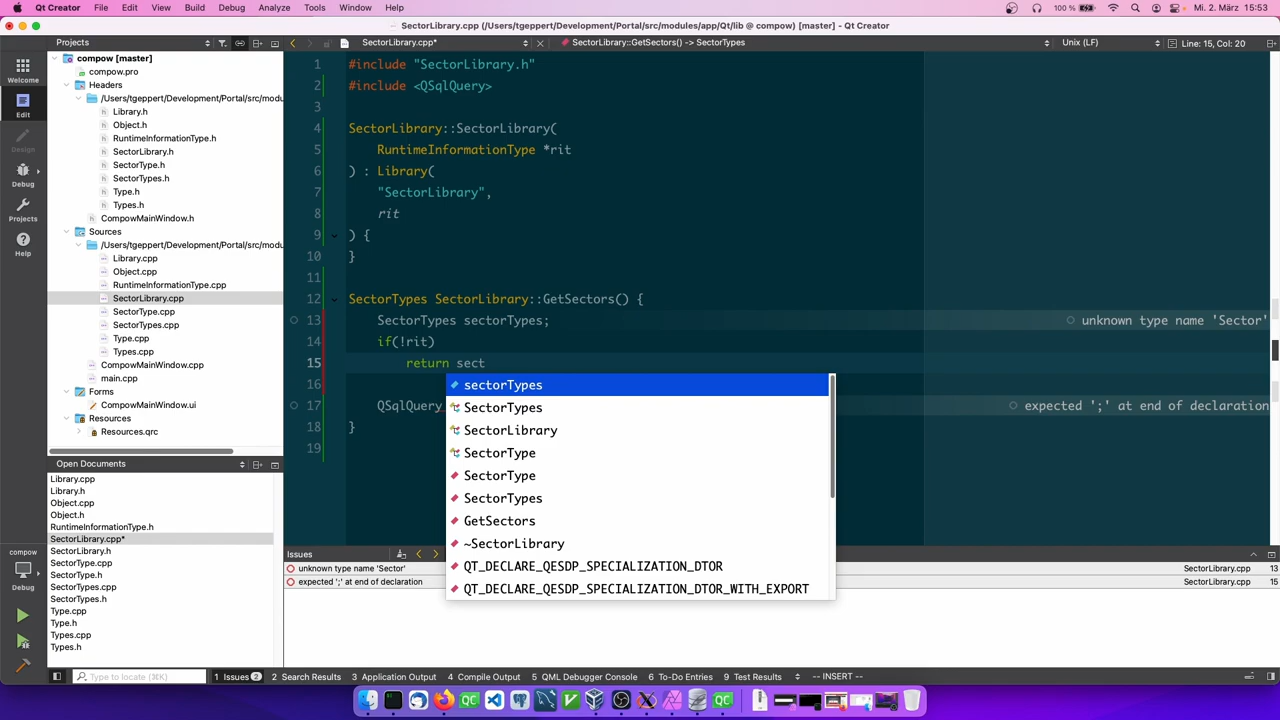 Qt Creator File Edit View Build Debug Analyze Tools Window Help 100 % Mi. 2. März 15:53
SectorLibrary.cpp (/Users/tgeppert/Development/Portal/src/modules/app/Qt/lib @ compow) [master] - Qt Creator
Projects
SectorLibrary.cpp*
SectorLibrary::GetSectors() -> SectorTypes
Unix (LF)
Line: 15, Col: 20
Welcome
Edit
Design
Debug
Projects
Help
compow
Debug
compow [master]
compow.pro
Headers
/Users/tgeppert/Development/Portal/src/modu
Library.h
Object.h
RuntimeInformationType.h
SectorLibrary.h
SectorType.h
SectorTypes.h
Type.h
Types.h
CompowMainWindow.h
Sources
/Users/tgeppert/Development/Portal/src/modu
Library.cpp
Object.cpp
RuntimeInformationType.cpp
SectorLibrary.cpp
SectorType.cpp
SectorTypes.cpp
Type.cpp
Types.cpp
CompowMainWindow.cpp
main.cpp
Forms
CompowMainWindow.ui
Resources
Resources.qrc
Open Documents
Library.cpp
Library.h
Object.cpp
Object.h
RuntimeInformationType.h
SectorLibrary.cpp*
SectorLibrary.h
SectorType.cpp
SectorType.h
SectorTypes.cpp
SectorTypes.h
Type.cpp
Type.h
Types.cpp
Types.h
1 #include "SectorLibrary.h"
2 #include <QSqlQuery>
3
4 SectorLibrary::SectorLibrary(
5 RuntimeInformationType *rit
6 ) : Library(
7 "SectorLibrary",
8 rit
9 ) {
10 }
11
12 SectorTypes SectorLibrary::GetSectors() {
13 SectorTypes sectorTypes; unknown type name 'Sector'
14 if(!rit)
15 return sect
16
17 QSqlQuery expected ';' at end of declaration
18 }
19
sectorTypes
SectorTypes
SectorLibrary
SectorType
SectorType
SectorTypes
GetSectors
~SectorLibrary
QT_DECLARE_QESDP_SPECIALIZATION_DTOR
QT_DECLARE_QESDP_SPECIALIZATION_DTOR_WITH_EXPORT
Issues
unknown type name 'Sector' SectorLibrary.cpp 13
expected ';' at end of declaration SectorLibrary.cpp 15
Type to locate (⌘K) 1 Issues 2 2 Search Results 3 Application Output 4 Compile Output 5 QML Debugger Console 6 To-Do Entries 9 Test Results -- INSERT --